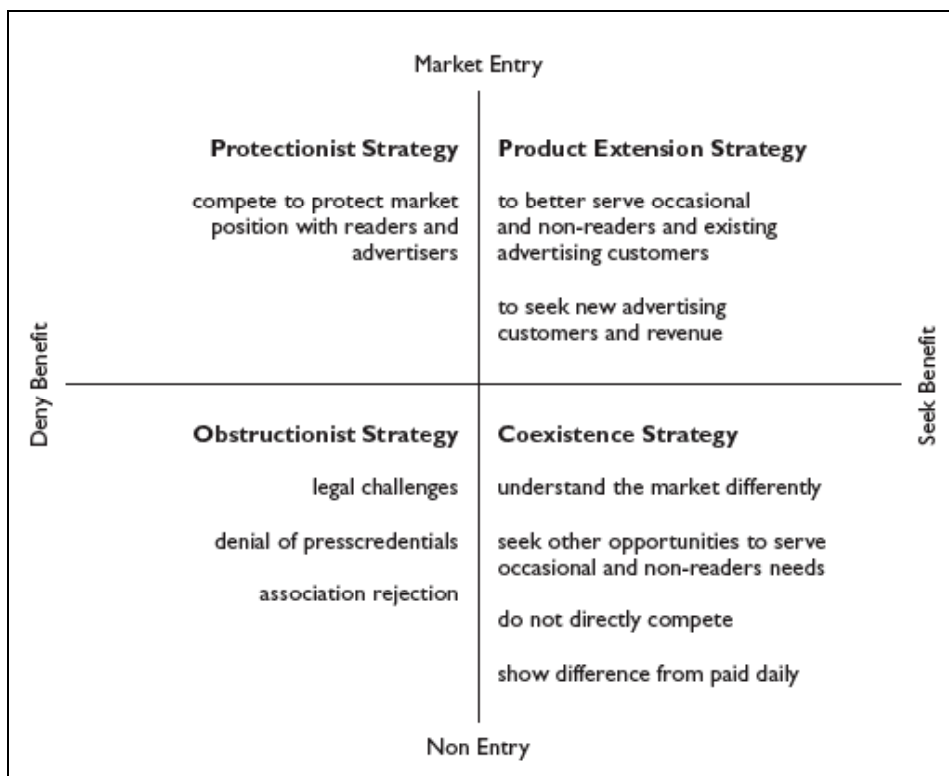 Market Entry
Protectionist Strategy
compete to protect market
position with readers and
advertisers
Product Extension Strategy
to better serve occasional
and non-readers and existing
advertising customers
to seek new advertising
customers and revenue
Deny Benefit
Seek Benefit
Obstructionist Strategy
legal challenges
denial of presscredentials
association rejection
Coexistence Strategy
understand the market differently
seek other opportunities to serve
occasional and non-readers needs
do not directly compete
show difference from paid daily
Non Entry